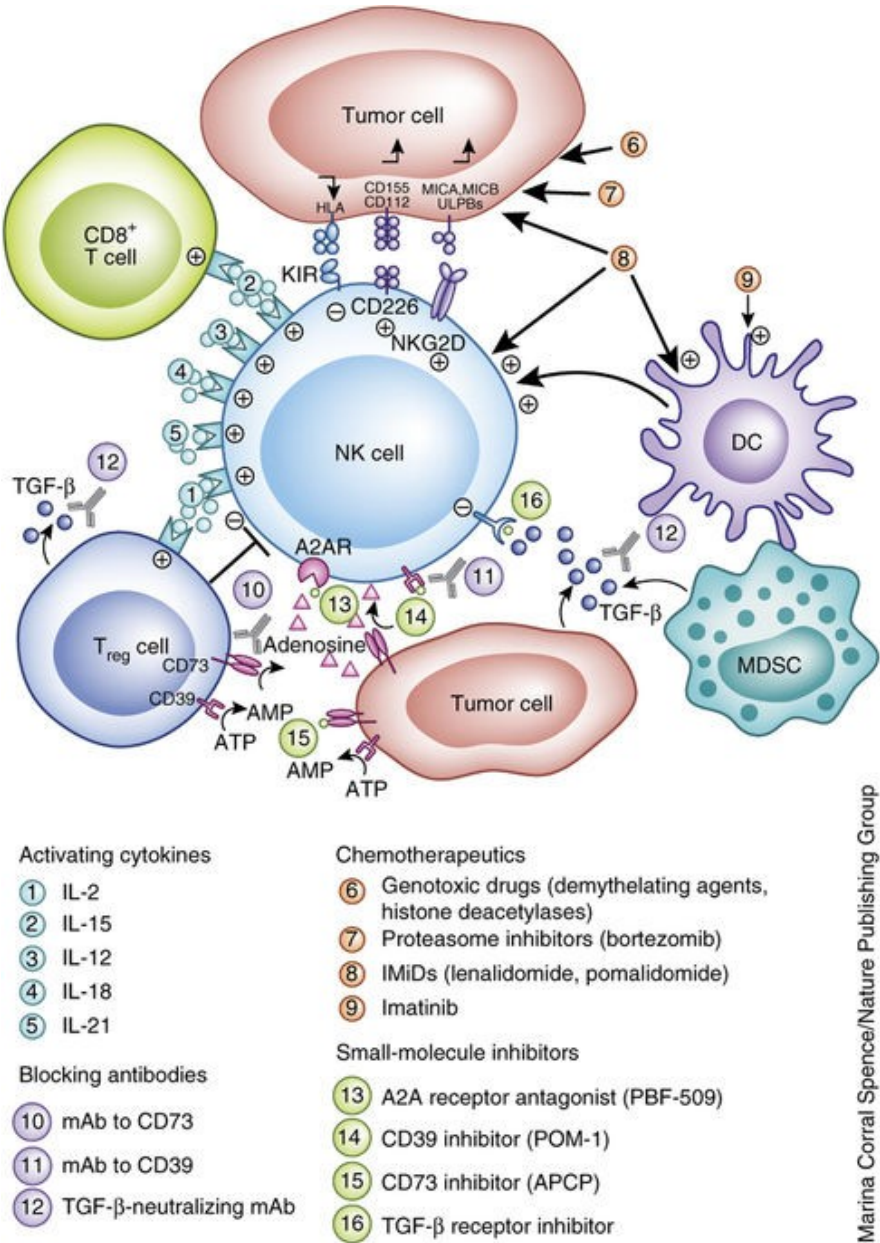 Tumor cell
6
7
HLA
CD155
CD112
MICA,MICB
ULPBs
CD8+
T cell
+
2
KIR
−
CD226
+
NKG2D
+
8
9
+
+
+
+
3
+
4
+
5
+
1
+
+
+
+
NK cell
DC
12
TGF-β
−
−
16
12
A2AR
10
13
14
11
TGF-β
Treg cell
CD73
Adenosine
CD39
AMP
ATP
15
AMP
ATP
Tumor cell
MDSC
Activating cytokines
1 IL-2
2 IL-15
3 IL-12
4 IL-18
5 IL-21
Blocking antibodies
10 mAb to CD73
11 mAb to CD39
12 TGF-β-neutralizing mAb
Chemotherapeutics
6 Genotoxic drugs (demythelating agents,
histone deacetylases)
7 Proteasome inhibitors (bortezomib)
8 IMiDs (lenalidomide, pomalidomide)
9 Imatinib
Small-molecule inhibitors
13 A2A receptor antagonist (PBF-509)
14 CD39 inhibitor (POM-1)
15 CD73 inhibitor (APCP)
16 TGF-β receptor inhibitor
Marina Corral Spence/Nature Publishing Group